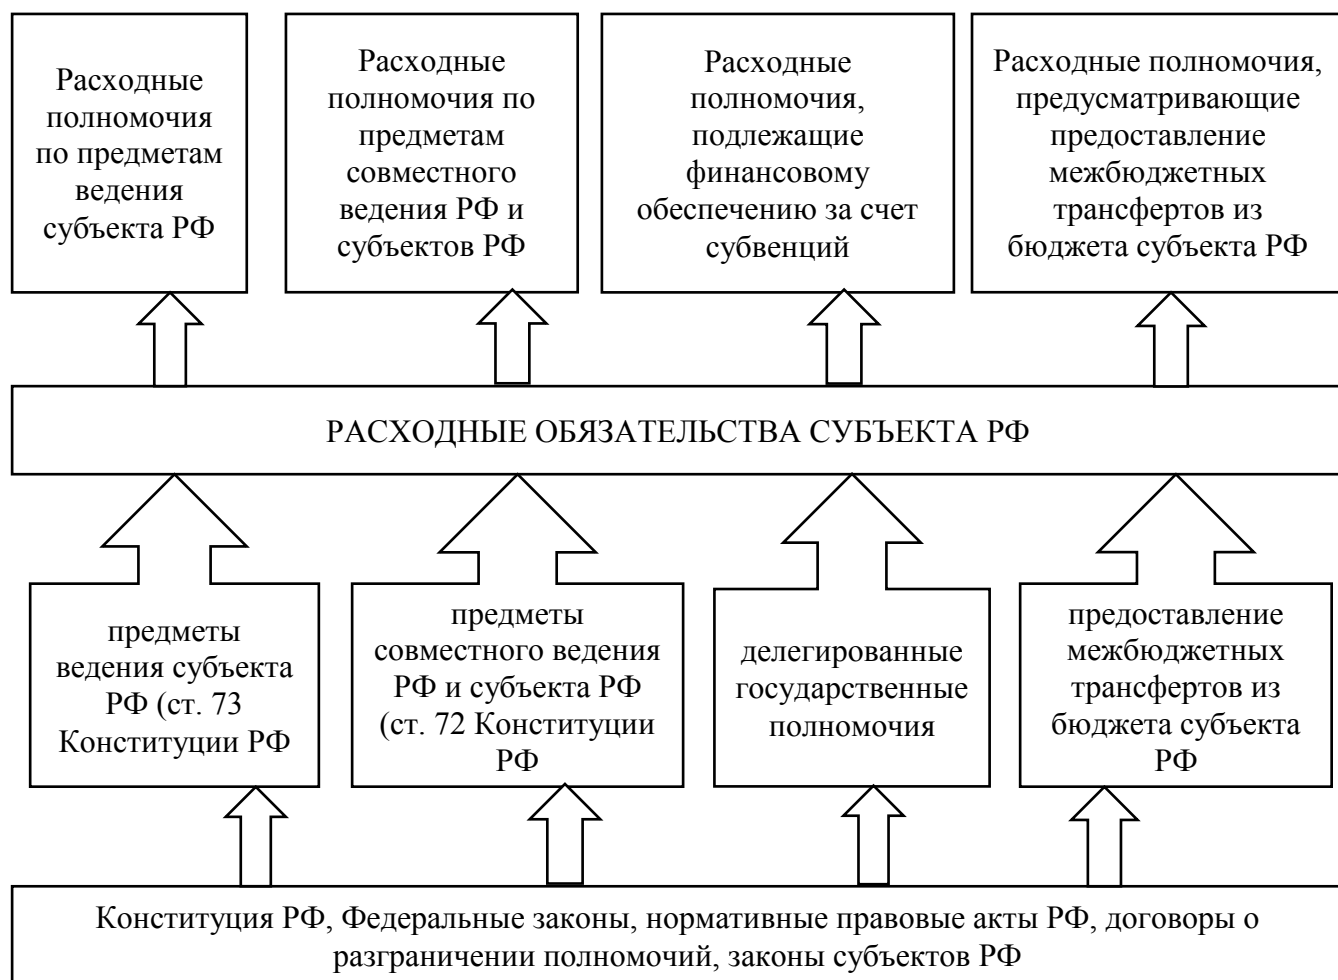 Расходные
полномочия
по предметам
ведения
субъекта РФ
Расходные
полномочия по
предметам
совместного
ведения РФ и
субъектов РФ
Расходные
полномочия,
подлежащие
финансовому
обеспечению за счет
субвенций
Расходные полномочия,
предусматривающие
предоставление
межбюджетных
трансфертов из
бюджета субъекта РФ
РАСХОДНЫЕ ОБЯЗАТЕЛЬСТВА СУБЪЕКТА РФ
предметы
ведения субъекта
РФ (ст. 73
Конституции РФ
предметы
совместного ведения
РФ и субъекта РФ
(ст. 72 Конституции
РФ
делегированные
государственные
полномочия
предоставление
межбюджетных
трансфертов из
бюджета субъекта
РФ
Конституция РФ, Федеральные законы, нормативные правовые акты РФ, договоры о
разграничении полномочий, законы субъектов РФ